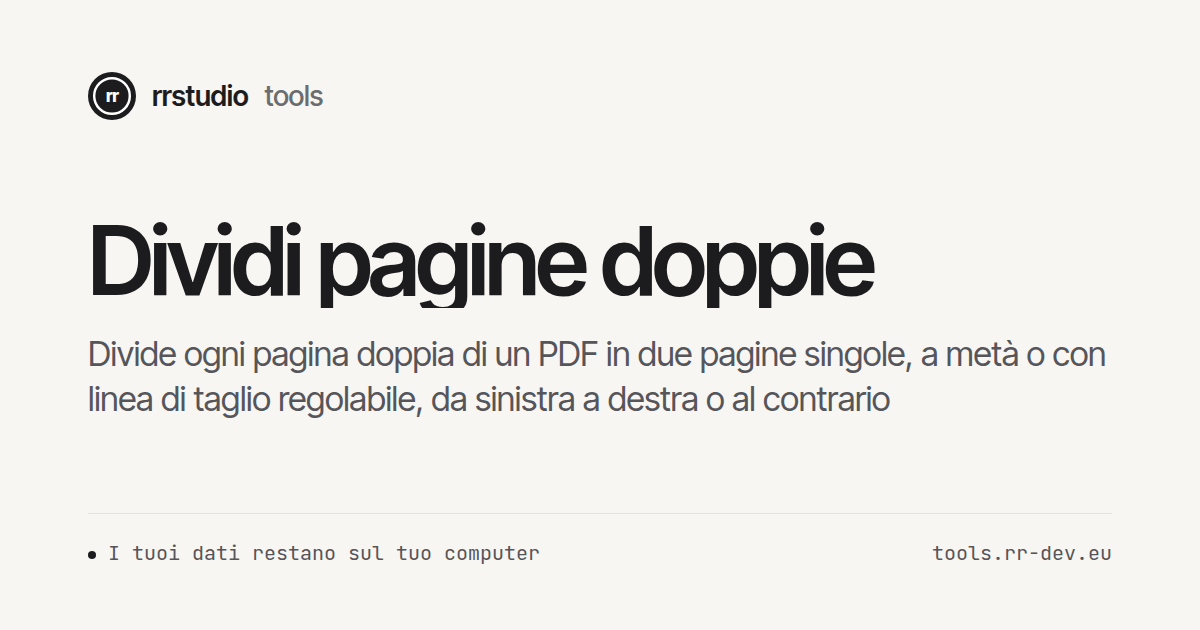 rr rrstudio tools
Dividi pagine doppie
Divide ogni pagina doppia di un PDF in due pagine singole, a metà o con
linea di taglio regolabile, da sinistra a destra o al contrario
I tuoi dati restano sul tuo computer
tools.rr-dev.eu